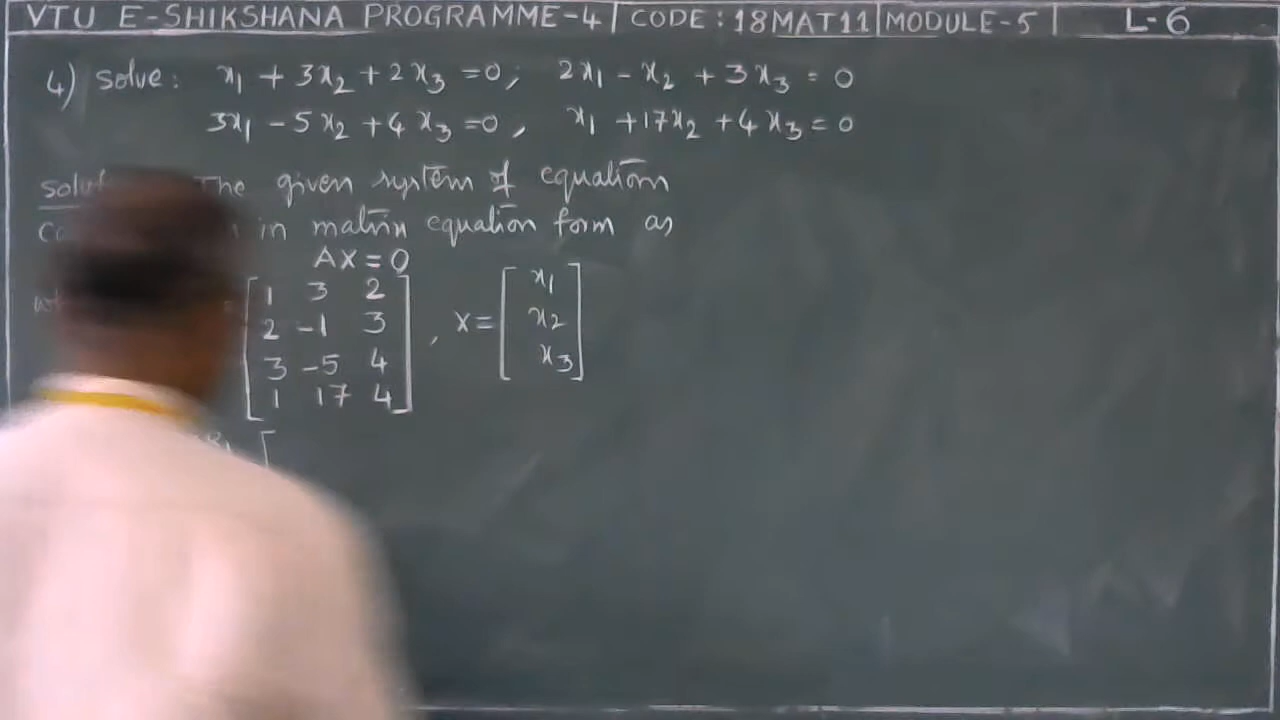 VTU E-SHIKSHANA PROGRAMME-4 | CODE: 18MAT11 | MODULE-5 | L-6
4) solve: x₁ + 3x₂ + 2x₃ = 0; 2x₁ - x₂ + 3x₃ = 0
3x₁ - 5x₂ + 4x₃ = 0, x₁ + 17x₂ + 4x₃ = 0
The given system of equations
in matrix equation form as
AX = 0
1 3 2
2 -1 3
3 -5 4
1 17 4
, X =
x₁
x₂
x₃